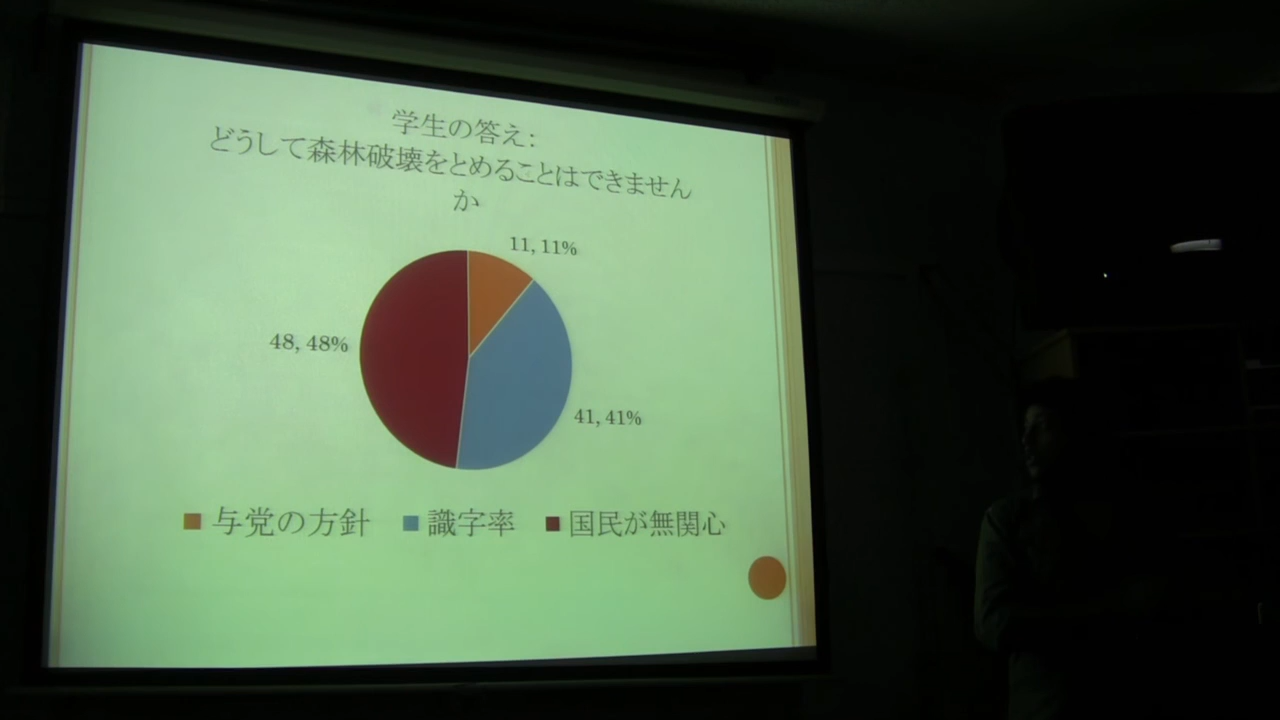 学生の答え:
どうして森林破壊をとめることはできません
か
11, 11%
48, 48%
41, 41%
与党の方針 識字率 国民が無関心